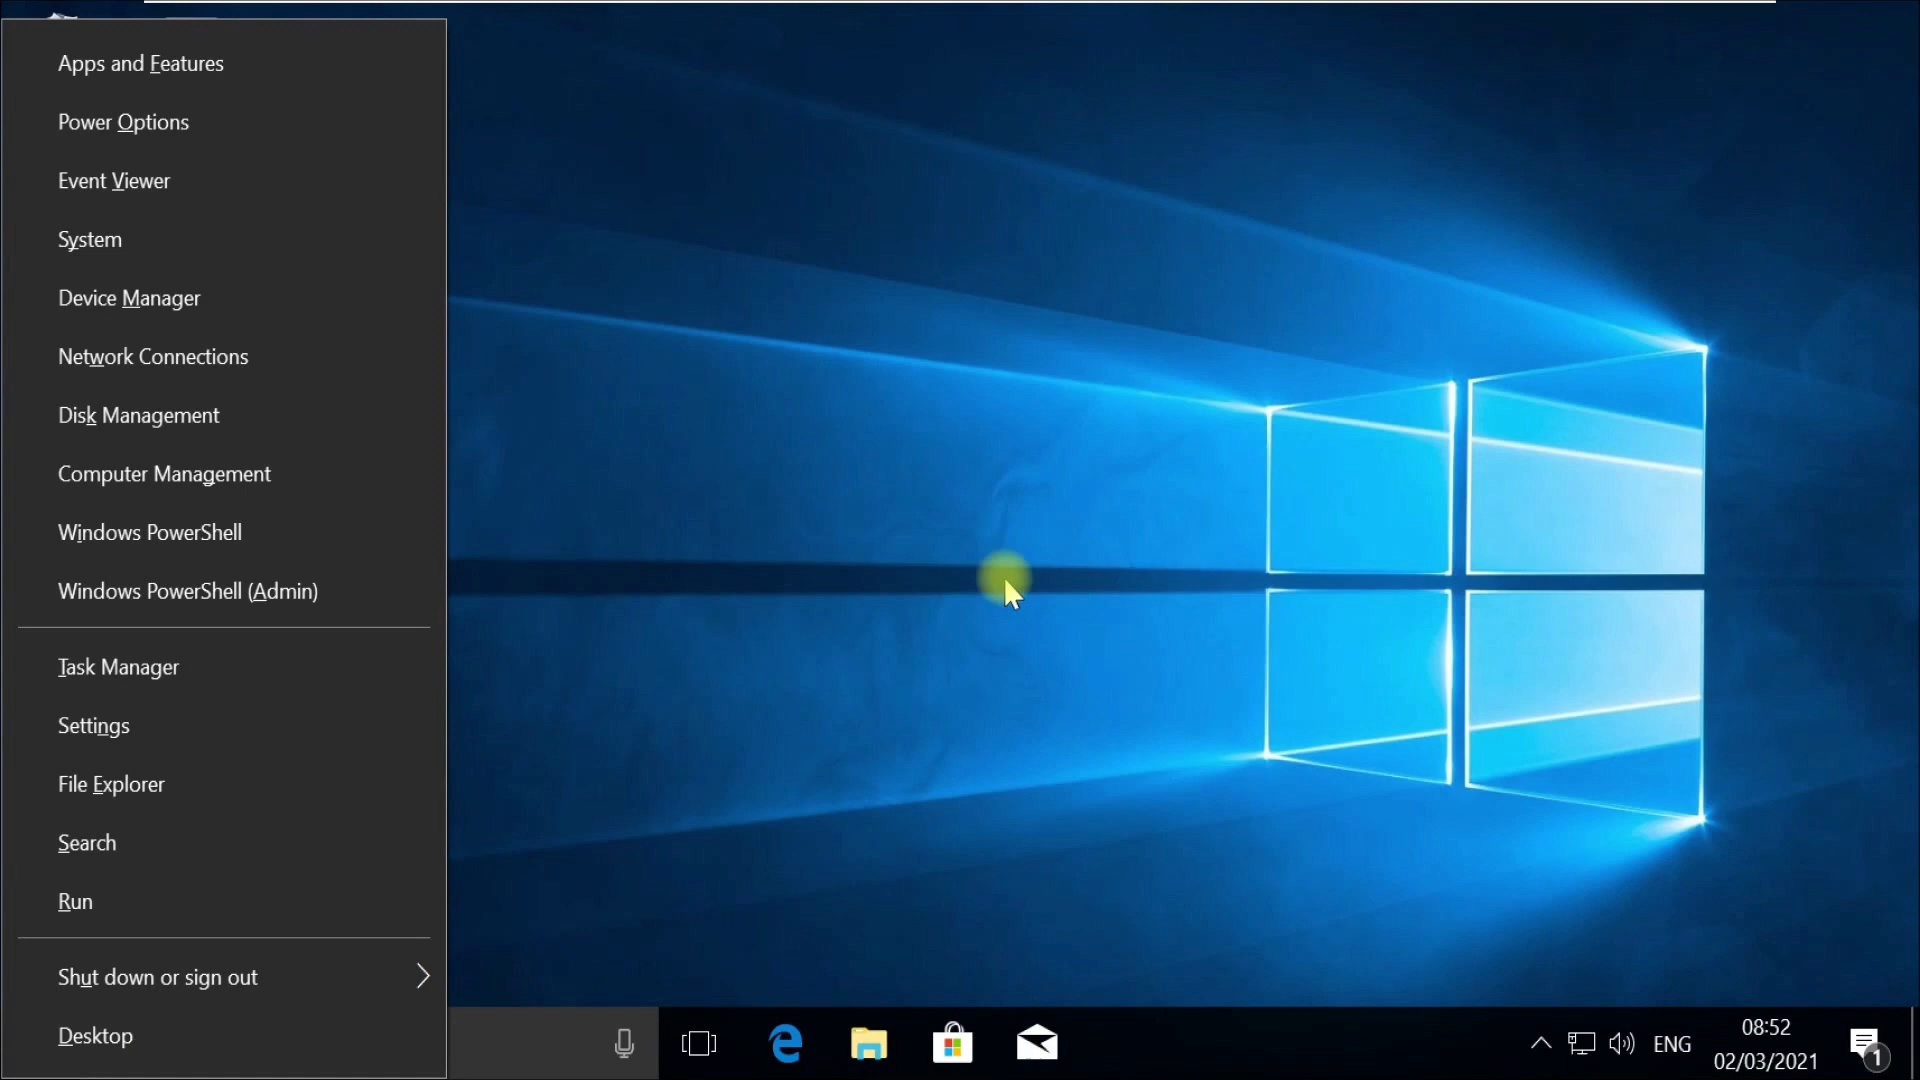 Apps and Features
Power Options
Event Viewer
System
Device Manager
Network Connections
Disk Management
Computer Management
Windows PowerShell
Windows PowerShell (Admin)
Task Manager
Settings
File Explorer
Search
Run
Shut down or sign out
Desktop
ENG
08:52
02/03/2021
1